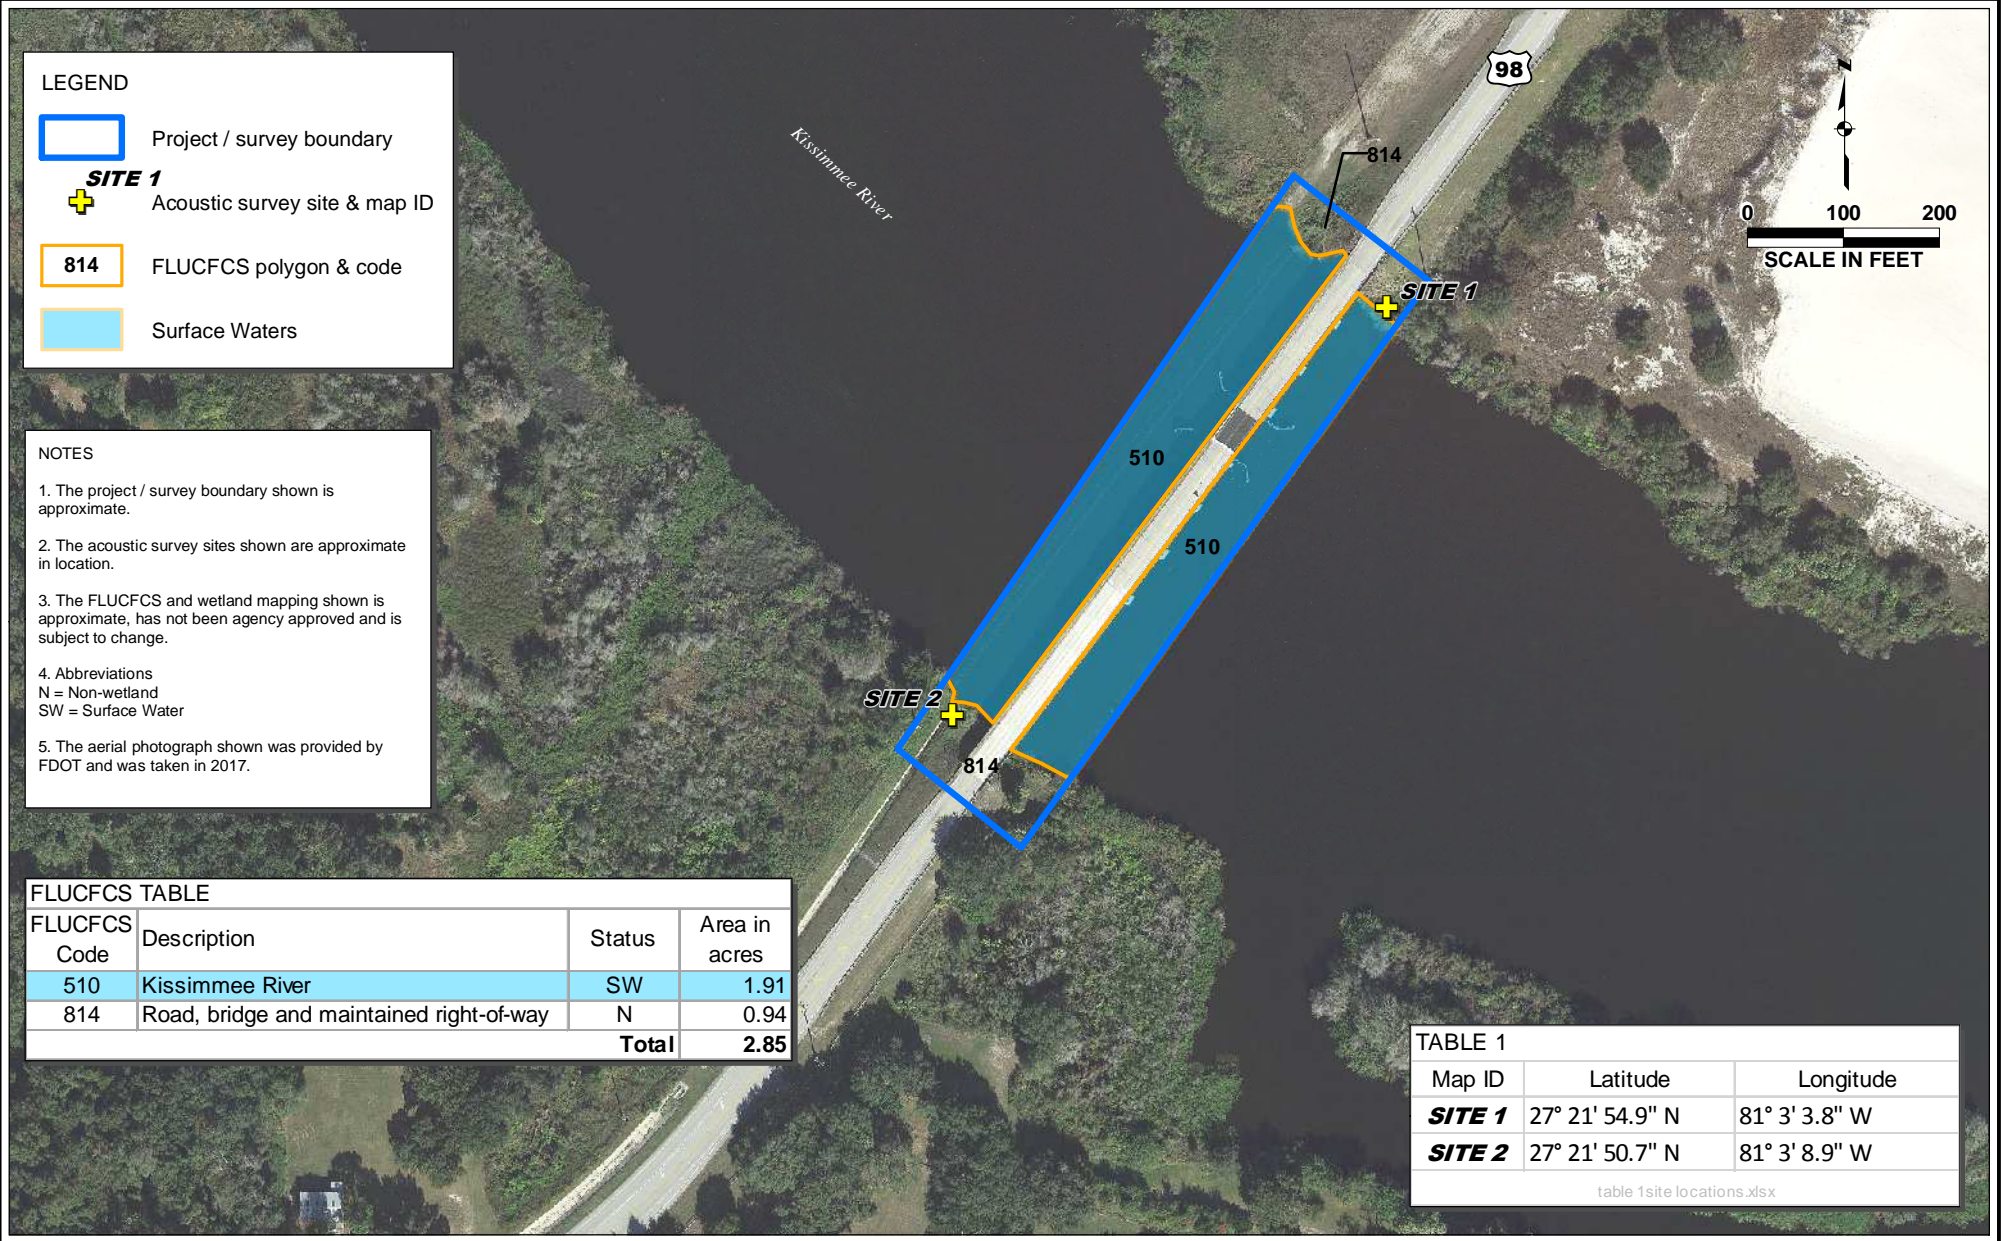 LEGEND
Project / survey boundary
SITE 1
Acoustic survey site & map ID
814
FLUCFCS polygon & code
Surface Waters
NOTES
1. The project / survey boundary shown is
approximate.
2. The acoustic survey sites shown are approximate
in location.
3. The FLUCFCS and wetland mapping shown is
approximate, has not been agency approved and is
subject to change.
4. Abbreviations
N = Non-wetland
SW = Surface Water
5. The aerial photograph shown was provided by
FDOT and was taken in 2017.
Kissimmee River
98
814
N
0 100 200
SCALE IN FEET
SITE 1
510
510
SITE 2
814
FLUCFCS TABLE
FLUCFCS Code Description Status Area in acres
510 Kissimmee River SW 1.91
814 Road, bridge and maintained right-of-way N 0.94
Total 2.85
TABLE 1
Map ID Latitude Longitude
SITE 1 27° 21' 54.9" N 81° 3' 3.8" W
SITE 2 27° 21' 50.7" N 81° 3' 8.9" W
table 1site locations.xlsx